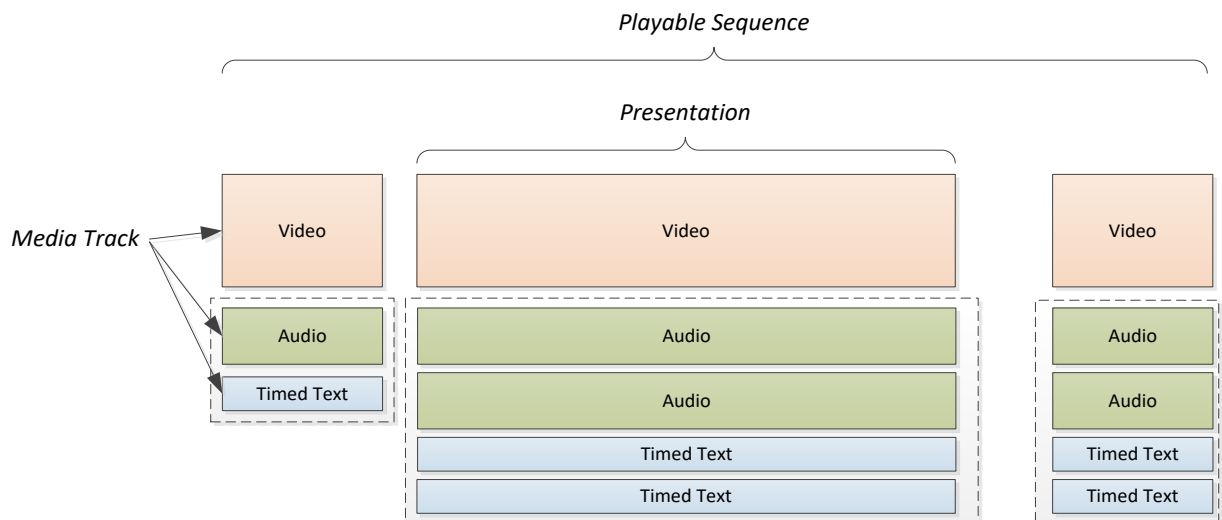 Playable Sequence
Presentation
Media Track
Video
Video
Video
Audio
Audio
Audio
Timed Text
Audio
Audio
Timed Text
Timed Text
Timed Text
Timed Text